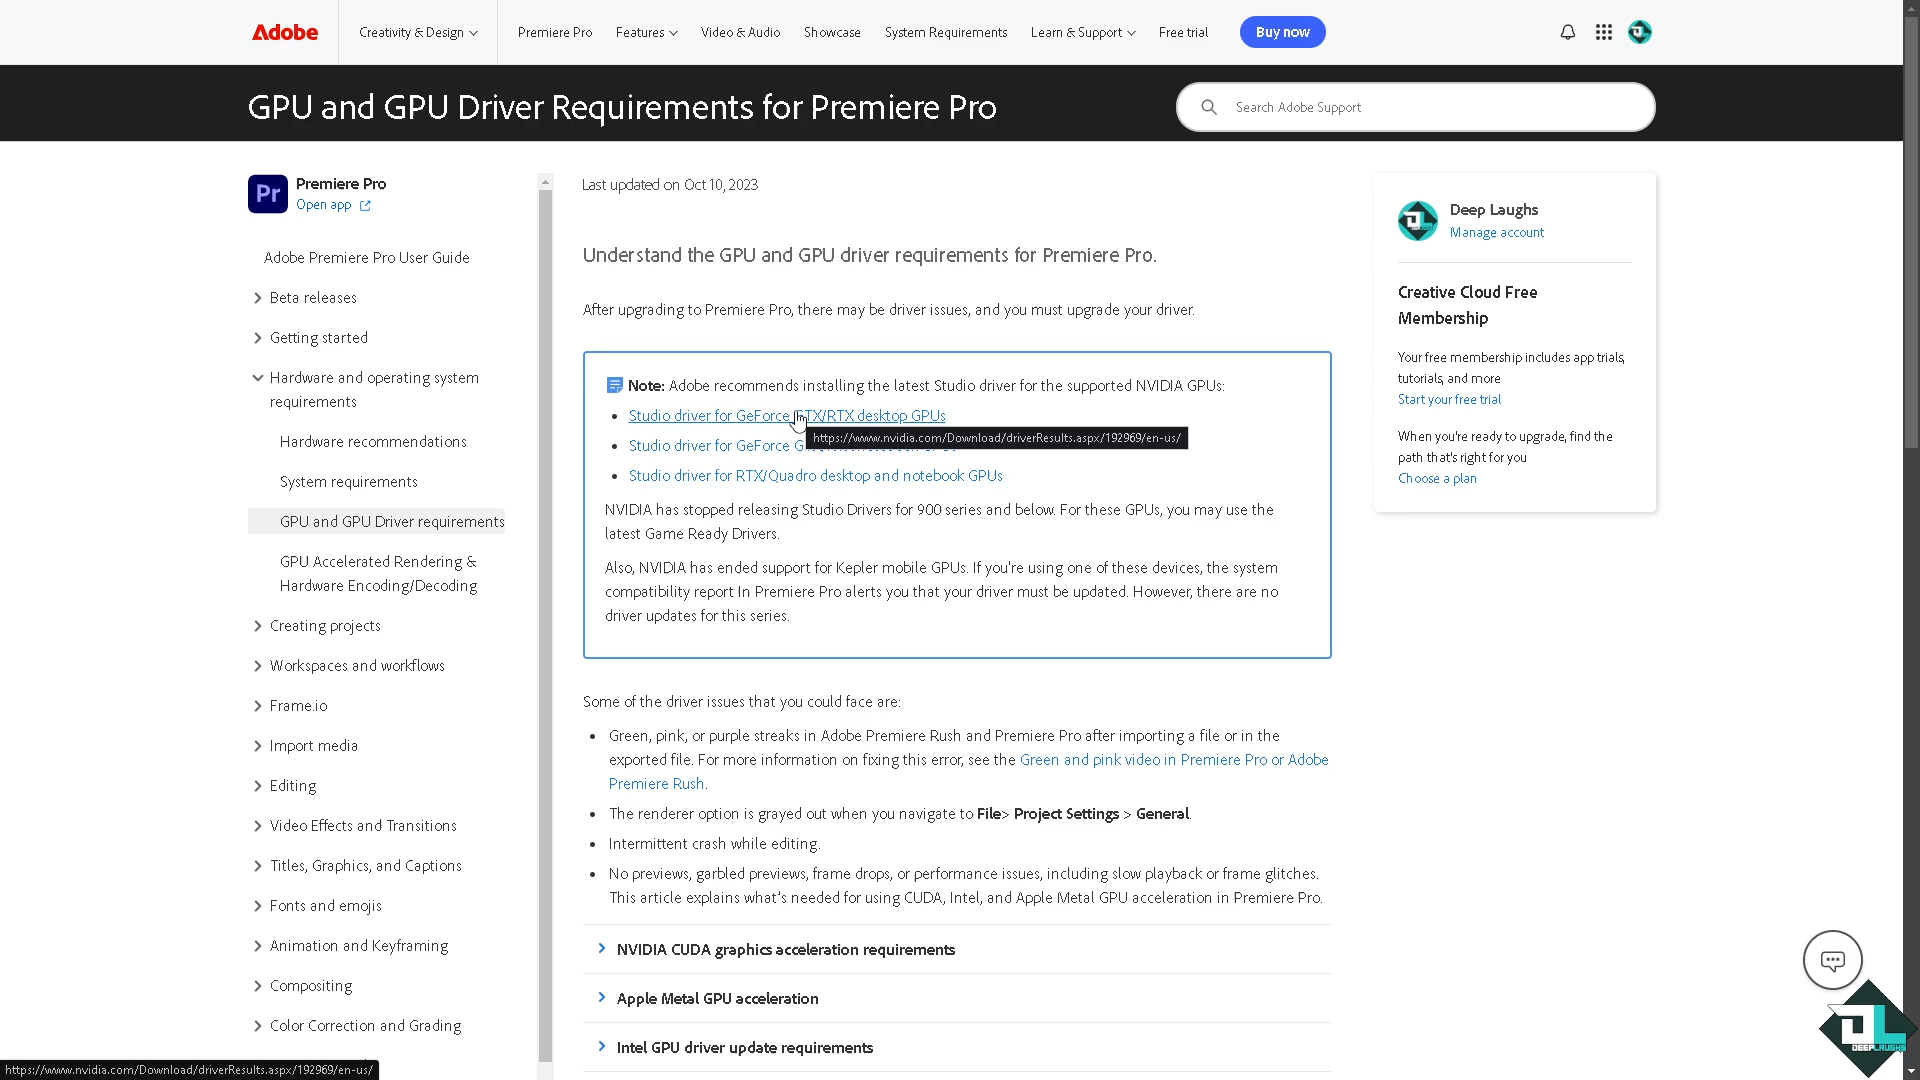 Adobe
Creativity & Design
Premiere Pro
Features
Video & Audio
Showcase
System Requirements
Learn & Support
Free trial
Buy now
GPU and GPU Driver Requirements for Premiere Pro
Search Adobe Support
Pr
Premiere Pro
Open app
Adobe Premiere Pro User Guide
Beta releases
Getting started
Hardware and operating system
requirements
Hardware recommendations
System requirements
GPU and GPU Driver requirements
GPU Accelerated Rendering &
Hardware Encoding/Decoding
Creating projects
Workspaces and workflows
Frame.io
Import media
Editing
Video Effects and Transitions
Titles, Graphics, and Captions
Fonts and emojis
Animation and Keyframing
Compositing
Color Correction and Grading
Last updated on Oct 10, 2023
Understand the GPU and GPU driver requirements for Premiere Pro.
After upgrading to Premiere Pro, there may be driver issues, and you must upgrade your driver.
Note: Adobe recommends installing the latest Studio driver for the supported NVIDIA GPUs:
Studio driver for GeForce GTX/RTX desktop GPUs
https://www.nvidia.com/Download/driverResults.aspx/192969/en-us/
Studio driver for GeForce
Studio driver for RTX/Quadro desktop and notebook GPUs
NVIDIA has stopped releasing Studio Drivers for 900 series and below. For these GPUs, you may use the
latest Game Ready Drivers.
Also, NVIDIA has ended support for Kepler mobile GPUs. If you're using one of these devices, the system
compatibility report In Premiere Pro alerts you that your driver must be updated. However, there are no
driver updates for this series.
Some of the driver issues that you could face are:
Green, pink, or purple streaks in Adobe Premiere Rush and Premiere Pro after importing a file or in the
exported file. For more information on fixing this error, see the Green and pink video in Premiere Pro or Adobe
Premiere Rush.
The renderer option is grayed out when you navigate to File> Project Settings > General.
Intermittent crash while editing.
No previews, garbled previews, frame drops, or performance issues, including slow playback or frame glitches.
This article explains what's needed for using CUDA, Intel, and Apple Metal GPU acceleration in Premiere Pro.
NVIDIA CUDA graphics acceleration requirements
Apple Metal GPU acceleration
Intel GPU driver update requirements
Deep Laughs
Manage account
Creative Cloud Free
Membership
Your free membership includes app trials,
tutorials, and more
Start your free trial
When you're ready to upgrade, find the
path that's right for you
Choose a plan
DL
DEEPLAUGHS
https://www.nvidia.com/Download/driverResults.aspx/192969/en-us/